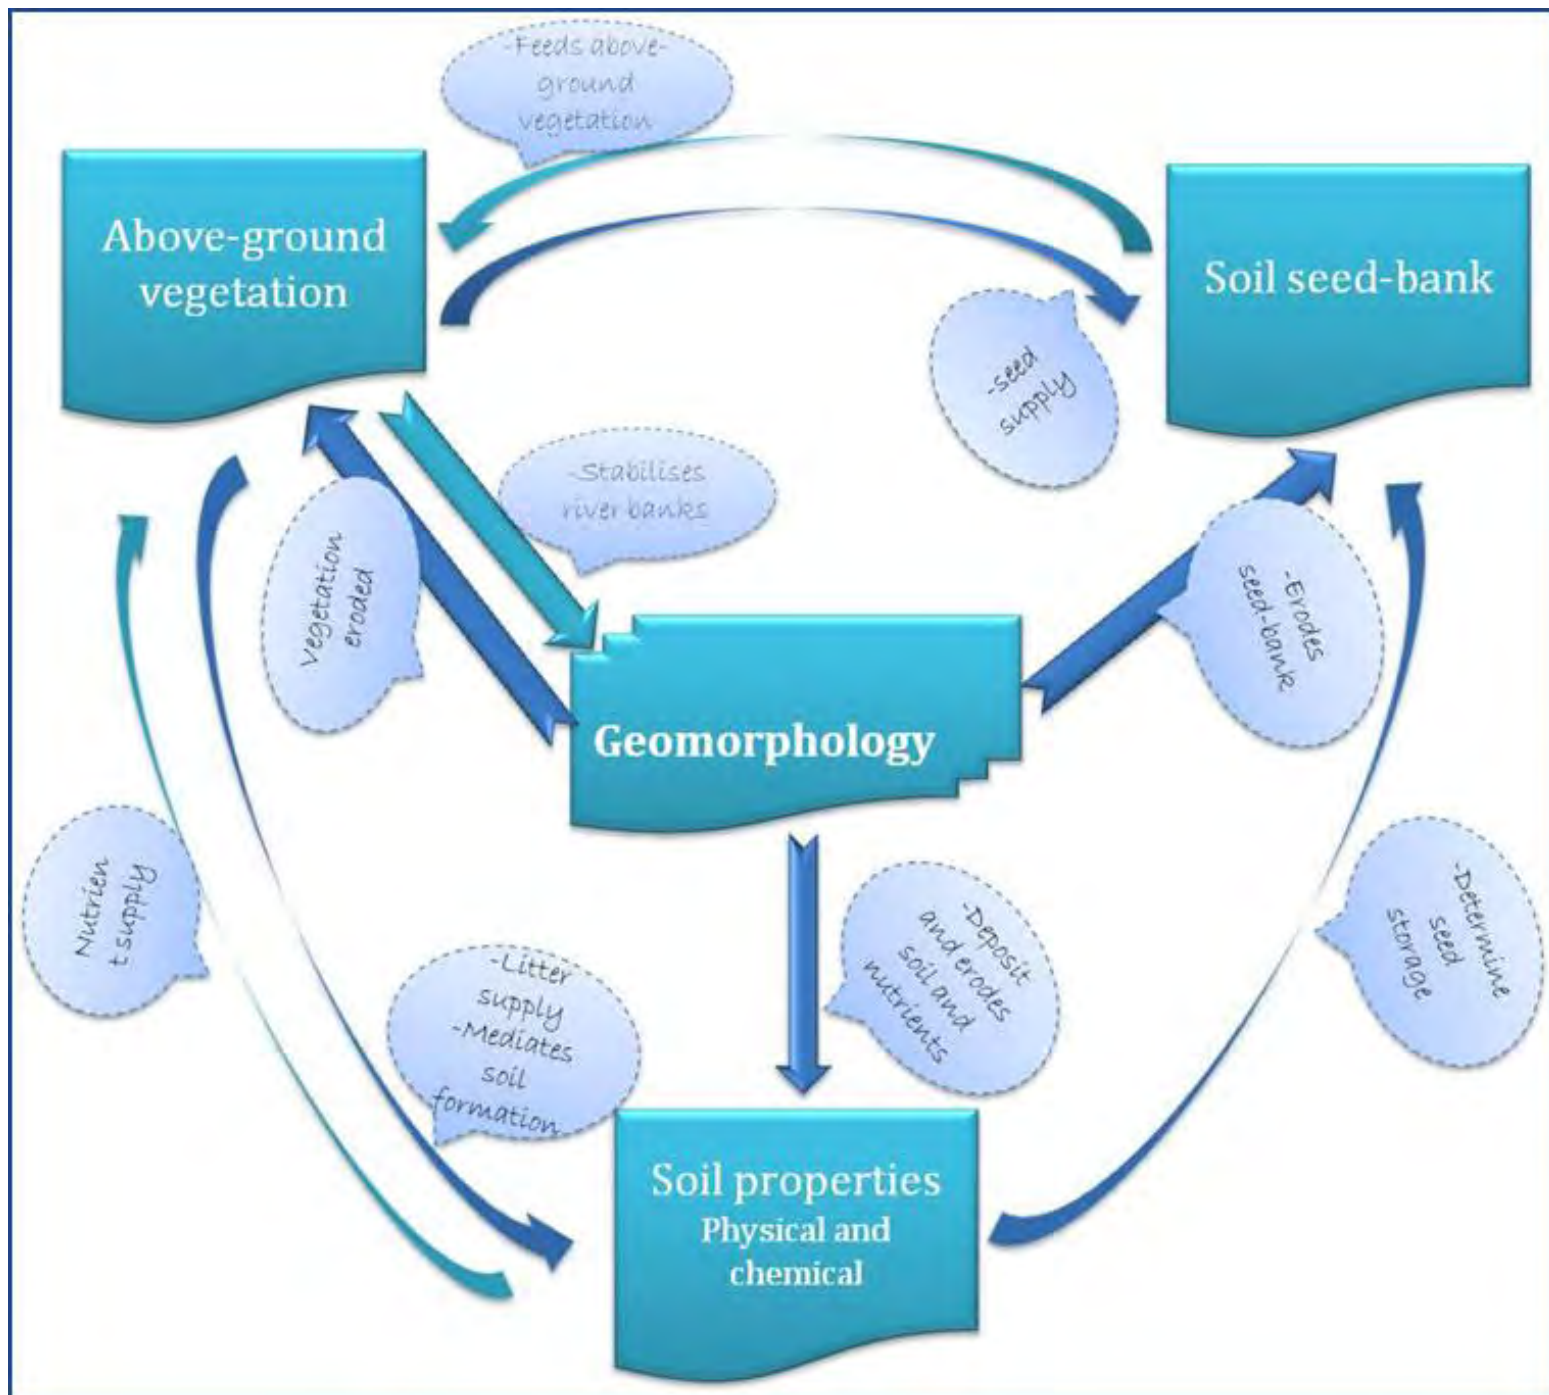 -Feeds above-
ground
vegetation
Above-ground
vegetation
Soil seed-bank
-seed
supply
-Stabilises
river banks
Vegetation
eroded
-Erodes
seed-bank
Geomorphology
Nutrien
t supply
-Litter
supply
-Mediates
soil
formation
-Deposit
and erodes
soil and
nutrients
-Determine
seed
storage
Soil properties
Physical and
chemical